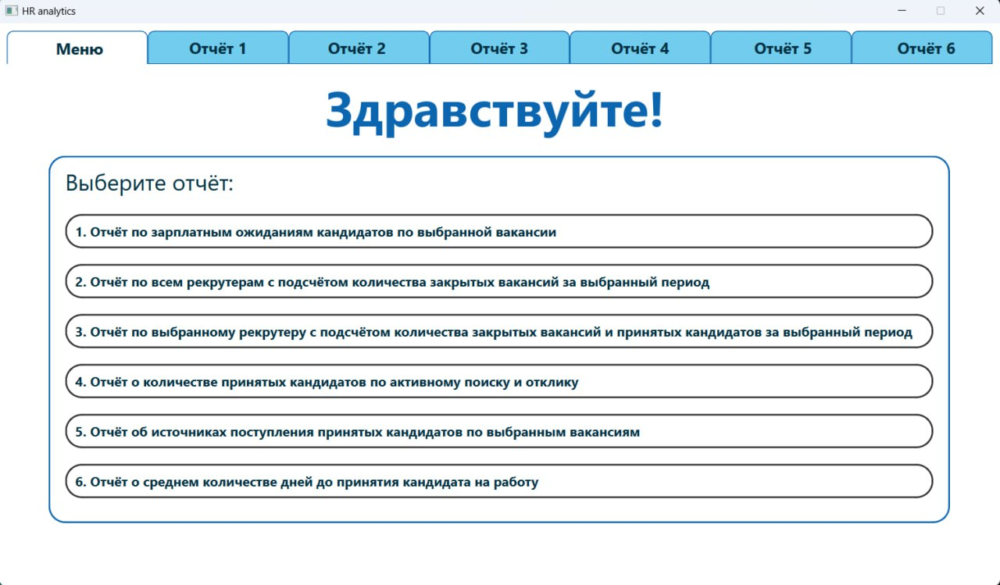 HR analytics
Меню
Отчёт 1
Отчёт 2
Отчёт 3
Отчёт 4
Отчёт 5
Отчёт 6
Здравствуйте!
Выберите отчёт:
1. Отчёт по зарплатным ожиданиям кандидатов по выбранной вакансии
2. Отчёт по всем рекрутерам с подсчётом количества закрытых вакансий за выбранный период
3. Отчёт по выбранному рекрутеру с подсчётом количества закрытых вакансий и принятых кандидатов за выбранный период
4. Отчёт о количестве принятых кандидатов по активному поиску и отклику
5. Отчёт об источниках поступления принятых кандидатов по выбранным вакансиям
6. Отчёт о среднем количестве дней до принятия кандидата на работу